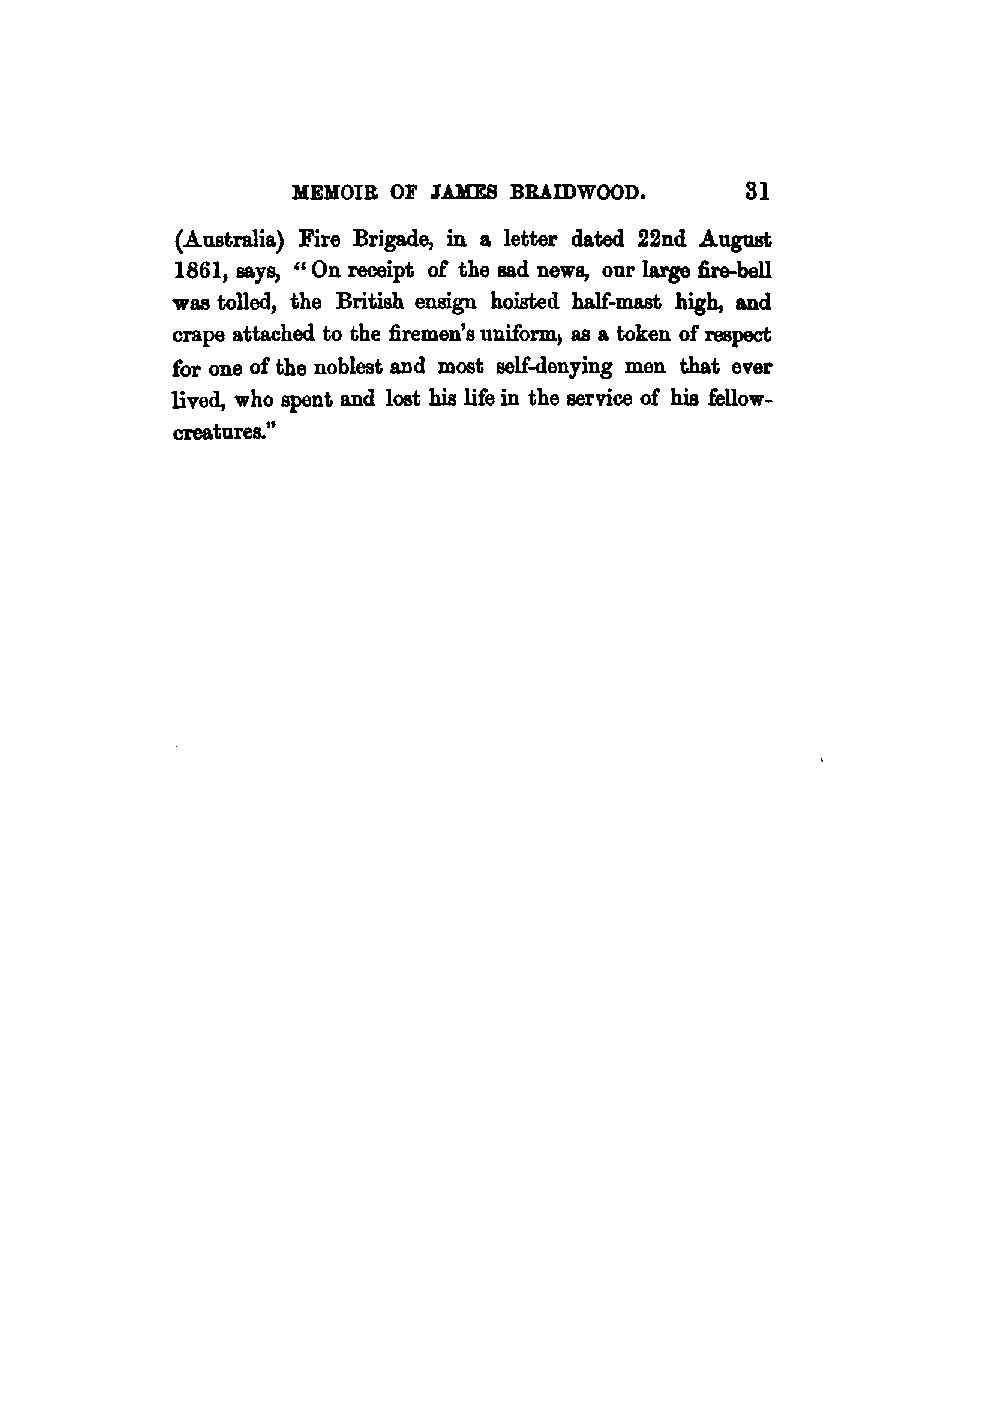 MEMOIR OF JAMES BRAIDWOOD. 31
(Australia) Fire Brigade, in a letter dated 22nd August
1861, says, “On receipt of the sad news, our large fire-bell
was tolled, the British ensign hoisted half-mast high, and
crape attached to the firemen's uniform, as a token of respect
for one of the noblest and most self-denying men that ever
lived, who spent and lost his life in the service of his fellow-
creatures.”